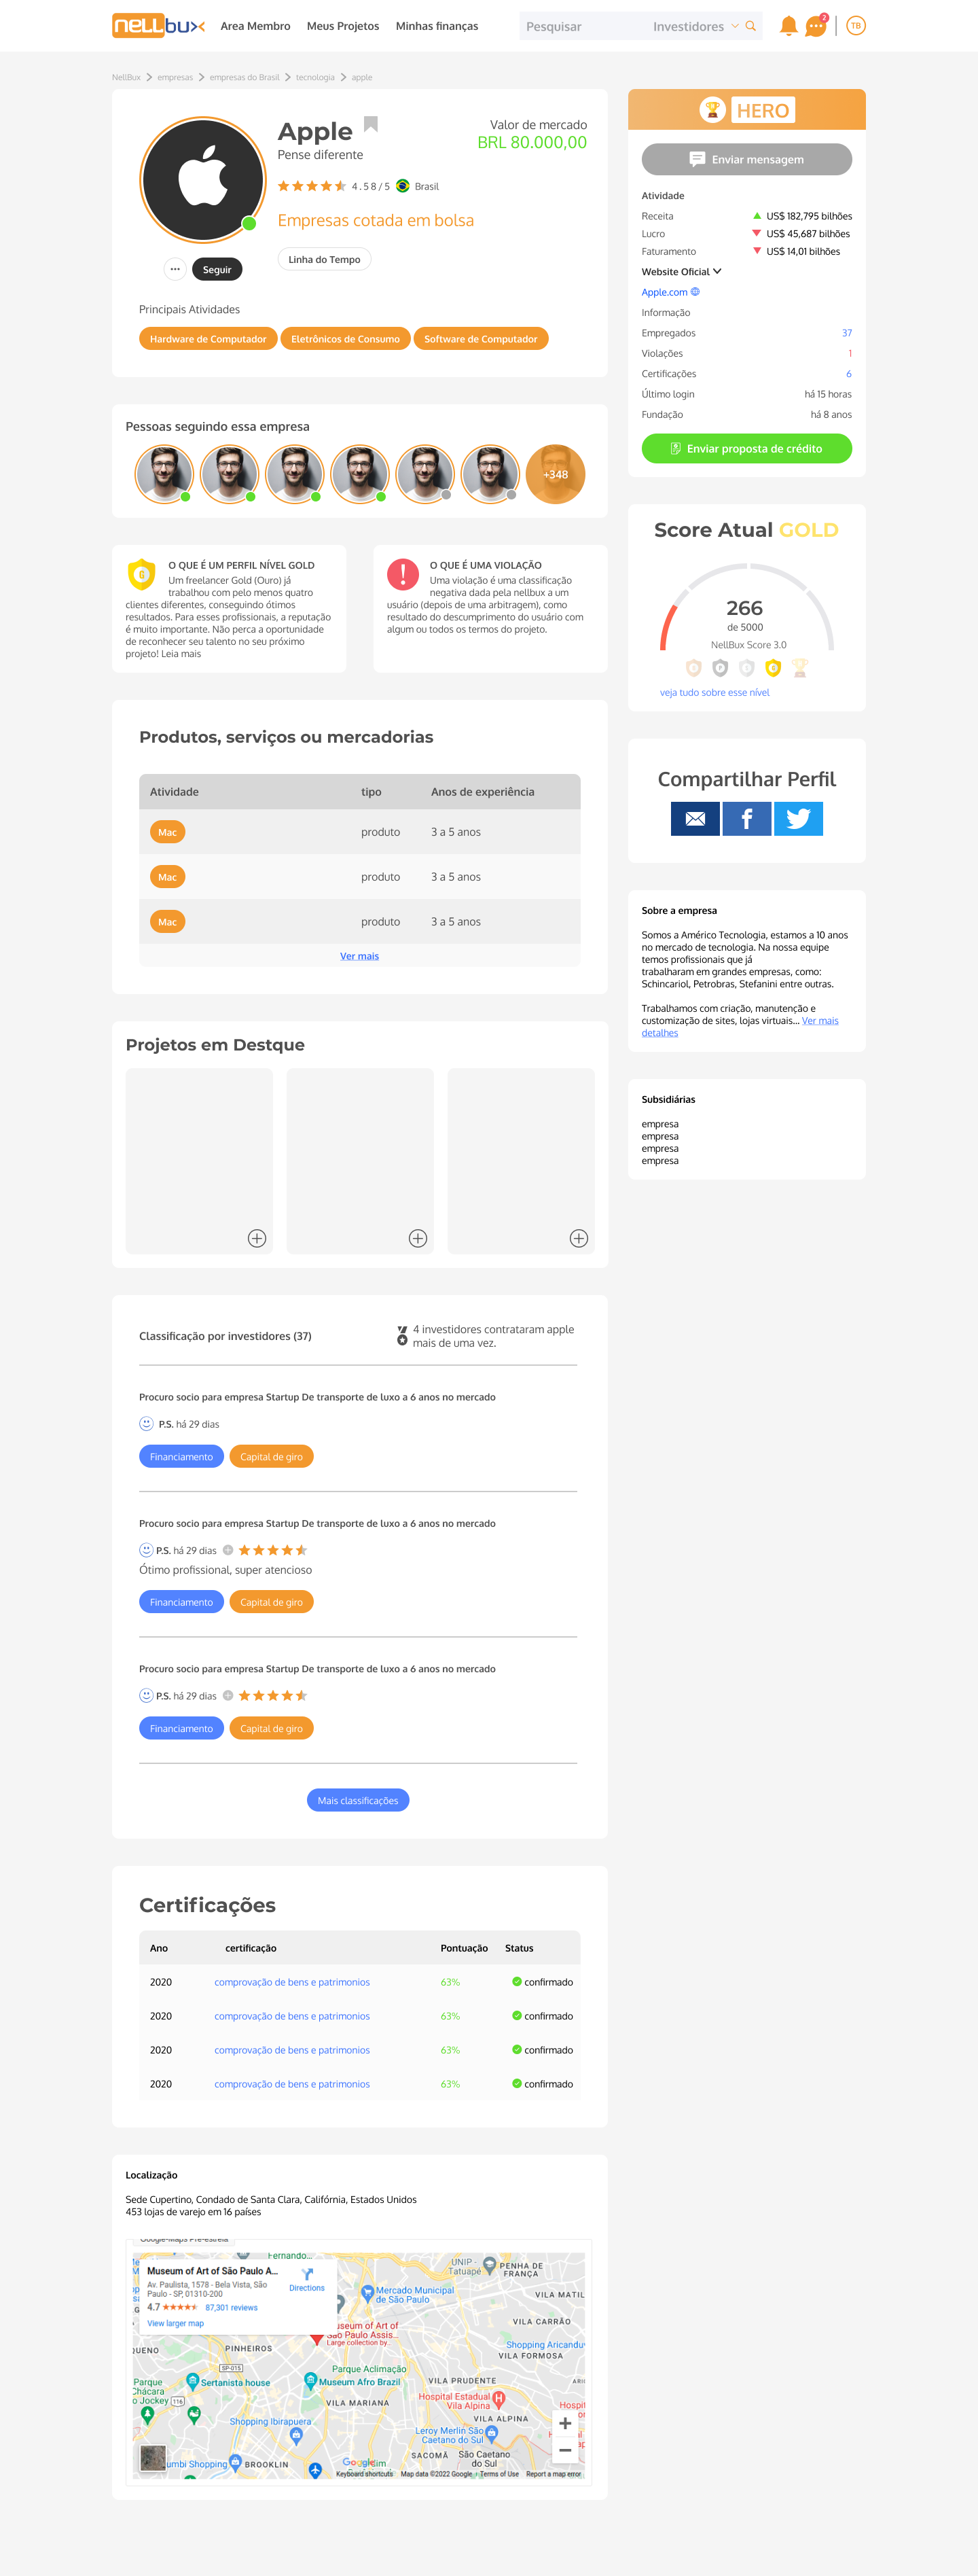 nellbux
Area Membro
Meus Projetos
Minhas finanças
Pesquisar
Investidores
2
TB
NellBux > empresas > empresas do Brasil > tecnologia > apple
Apple
Pense diferente
4.58/5 Brasil
Empresas cotada em bolsa
Linha do Tempo
Valor de mercado
BRL 80.000,00
Seguir
Principais Atividades
Hardware de Computador
Eletrônicos de Consumo
Software de Computador
HERO
Enviar mensagem
Atividade
Receita US$ 182,795 bilhões
Lucro US$ 45,687 bilhões
Faturamento US$ 14,01 bilhões
Website Oficial
Apple.com
Informação
Empregados 37
Violações 1
Certificações 6
Último login há 15 horas
Fundação há 8 anos
Enviar proposta de crédito
Pessoas seguindo essa empresa
+348
O QUE É UM PERFIL NÍVEL GOLD
Um freelancer Gold (Ouro) já
trabalhou com pelo menos quatro
clientes diferentes, conseguindo ótimos
resultados. Para esses profissionais, a reputação
é muito importante. Não perca a oportunidade
de reconhecer seu talento no seu próximo
projeto! Leia mais
O QUE É UMA VIOLAÇÃO
Uma violação é uma classificação
negativa dada pela nellbux a um
usuário (depois de uma arbitragem), como
resultado do descumprimento do usuário com
algum ou todos os termos do projeto.
Score Atual GOLD
266
de 5000
NellBux Score 3.0
veja tudo sobre esse nível
Produtos, serviços ou mercadorias
Atividade tipo Anos de experiência
Mac produto 3 a 5 anos
Mac produto 3 a 5 anos
Mac produto 3 a 5 anos
Ver mais
Compartilhar Perfil
Sobre a empresa
Somos a Américo Tecnologia, estamos a 10 anos
no mercado de tecnologia. Na nossa equipe
temos profissionais que já
trabalharam em grandes empresas, como:
Schincariol, Petrobras, Stefanini entre outras.
Trabalhamos com criação, manutenção e
customização de sites, lojas virtuais... Ver mais
detalhes
Subsidiárias
empresa
empresa
empresa
empresa
Projetos em Destque
Classificação por investidores (37)
4 investidores contrataram apple
mais de uma vez.
Procuro socio para empresa Startup De transporte de luxo a 6 anos no mercado
P.S. há 29 dias
Financiamento
Capital de giro
Procuro socio para empresa Startup De transporte de luxo a 6 anos no mercado
P.S. há 29 dias
Ótimo profissional, super atencioso
Financiamento
Capital de giro
Procuro socio para empresa Startup De transporte de luxo a 6 anos no mercado
P.S. há 29 dias
Financiamento
Capital de giro
Mais classificações
Certificações
Ano certificação Pontuação Status
2020 comprovação de bens e patrimonios 63% confirmado
2020 comprovação de bens e patrimonios 63% confirmado
2020 comprovação de bens e patrimonios 63% confirmado
2020 comprovação de bens e patrimonios 63% confirmado
Localização
Sede Cupertino, Condado de Santa Clara, Califórnia, Estados Unidos
453 lojas de varejo em 16 países
Fernando...
Museum of Art of São Paulo A...
Av. Paulista, 1578 - Bela Vista, São
Paulo - SP, 01310-200
4.7 87,301 reviews
View larger map
Directions
UNP -
Tatuapé
PENHA DE
FRANÇA
Mercado Municipal
de São Paulo
VILA MATIL
VILA CARRÃO
seum of Art of
São Paulo Assis...
Large collection by...
Shopping Aricanduv
VILA FORMOSA
QUENO
PINHEIROS
SP-015
Parque Aclimação
Parque
Chácara
o Jockey
116
Sertanista house
Museum Afro Brazil
VILA PRUDENTE
Hospital Estadual
Vila Alpina
VILA MARIANA
VILA ALPINA
Shopping Ibirapuera
Leroy Merlin São
Caetano do Sul
SACOMÃ
São Caetano
do Sul
umbi Shopping
BROOKLIN
Google
Keyboard shortcuts Map data ©2022 Google Terms of Use Report a map error